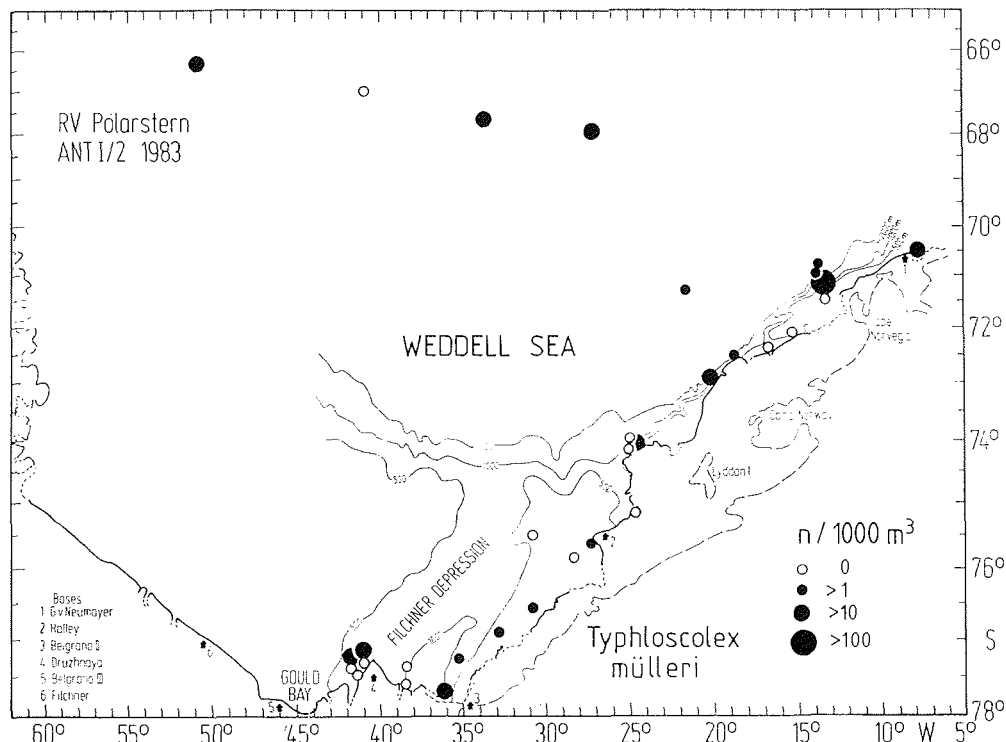 RV Polarstern
ANT I/2 1983
WEDDELL SEA
FILCHNER DEPRESSION
GOULD
BAY
Lyddan I
Bases
1 G v Neumayer
2 Halley
3 Belgrano II
4 Druzhnaya
5 Belgrano III
6 Filchner
n / 1000 m³
0
>1
>10
>100
Typhloscolex
mülleri
66°
68°
70°
72°
74°
76°
S
78°
60°
55°
50°
45°
40°
35°
30°
25°
20°
15°
10°
W
5°